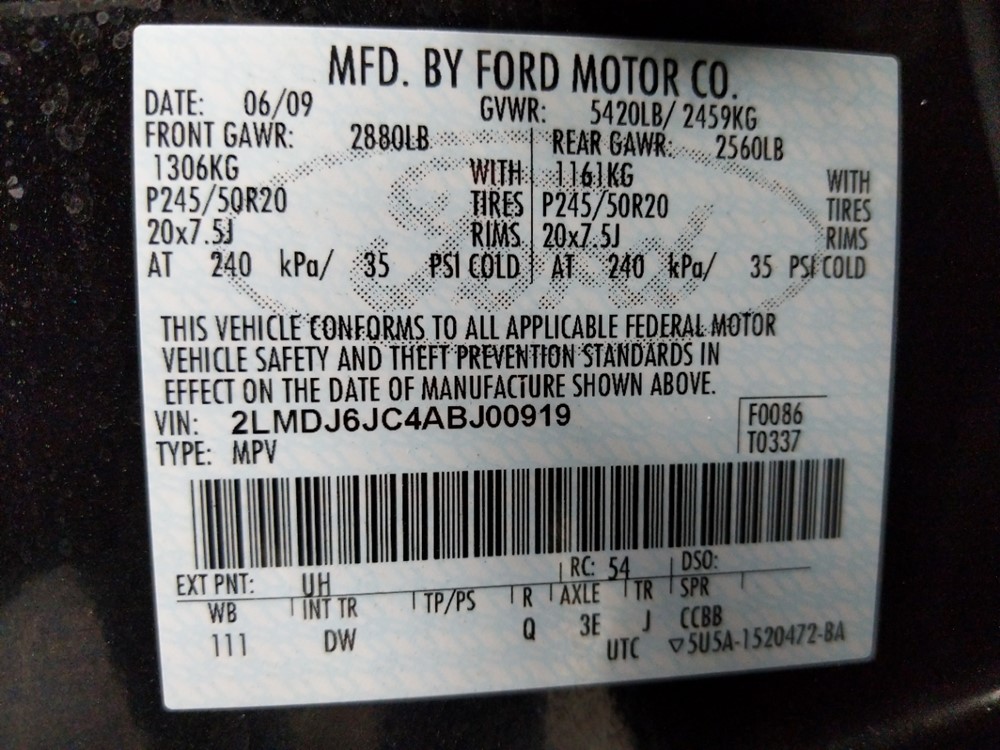 MFD. BY FORD MOTOR CO.
DATE: 06/09 GVWR: 5420LB/ 2459KG
FRONT GAWR: 2880LB REAR GAWR: 2560LB
1306KG WITH 1161KG WITH
P245/50R20 TIRES P245/50R20 TIRES
20x7.5J RIMS 20x7.5J RIMS
AT 240 kPa/ 35 PSI COLD AT 240 kPa/ 35 PSI COLD
Ford
THIS VEHICLE CONFORMS TO ALL APPLICABLE FEDERAL MOTOR
VEHICLE SAFETY AND THEFT PREVENTION STANDARDS IN
EFFECT ON THE DATE OF MANUFACTURE SHOWN ABOVE.
VIN: 2LMDJ6JC4ABJ00919 F0086
TYPE: MPV T0337
EXT PNT: UH RC: 54 DSO:
WB INT TR TP/PS R AXLE TR SPR
111 DW Q 3E J CCBB
UTC ▽5U5A-1520472-BA